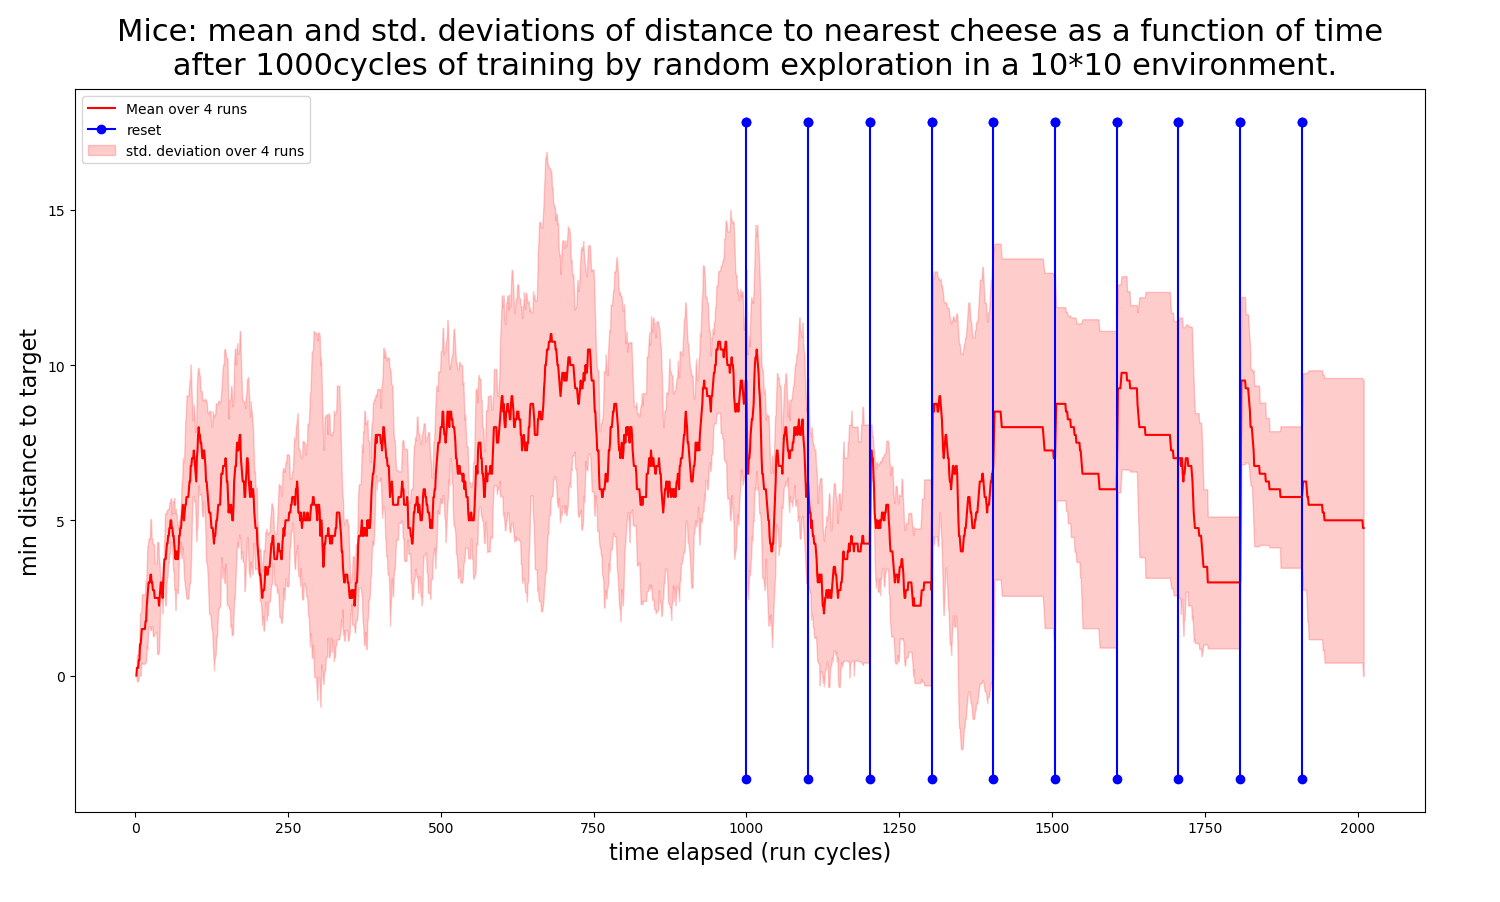 Mice: mean and std. deviations of distance to nearest cheese as a function of time
after 1000cycles of training by random exploration in a 10*10 environment.
Mean over 4 runs
reset
std. deviation over 4 runs
min distance to target
15
10
5
0
0 250 500 750 1000 1250 1500 1750 2000
time elapsed (run cycles)